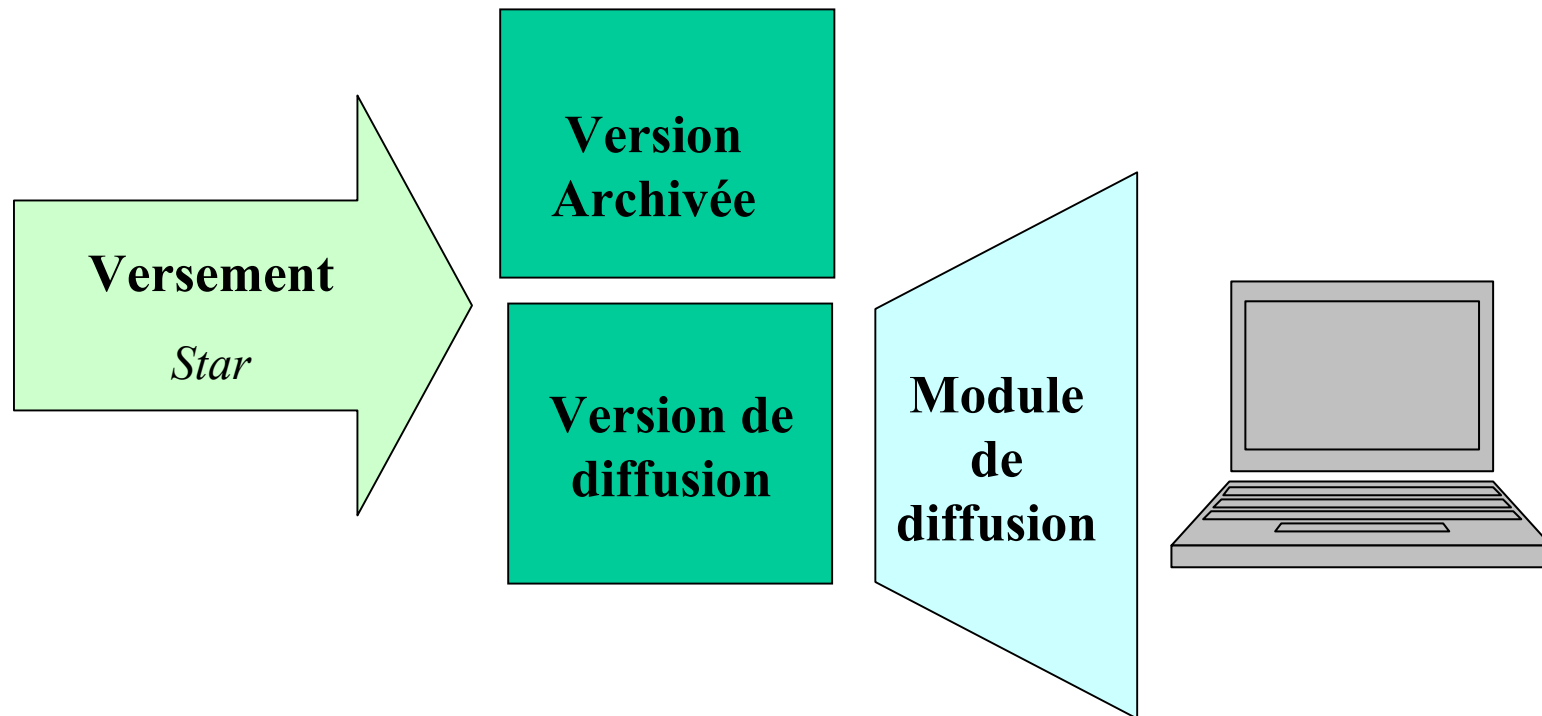 Versement
Star
Version
Archivée
Version de
diffusion
Module
de
diffusion